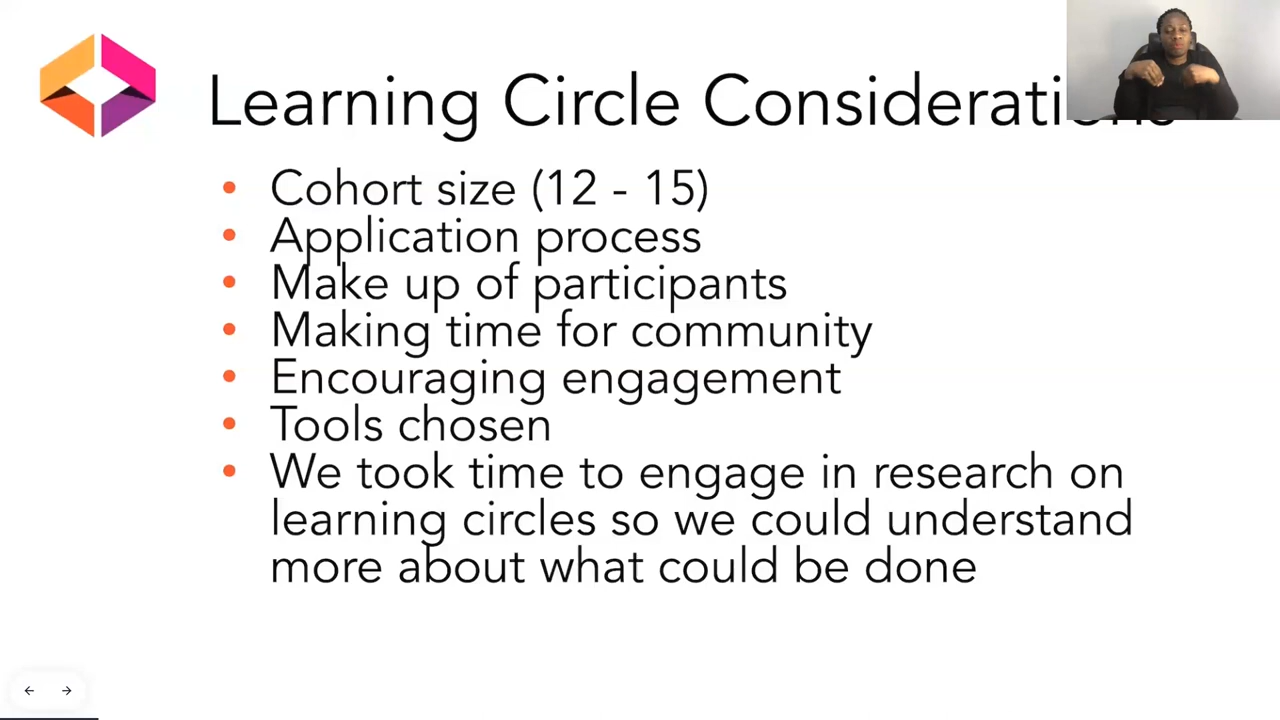 Learning Circle Considerations
• Cohort size (12 - 15)
• Application process
• Make up of participants
• Making time for community
• Encouraging engagement
• Tools chosen
• We took time to engage in research on
learning circles so we could understand
more about what could be done